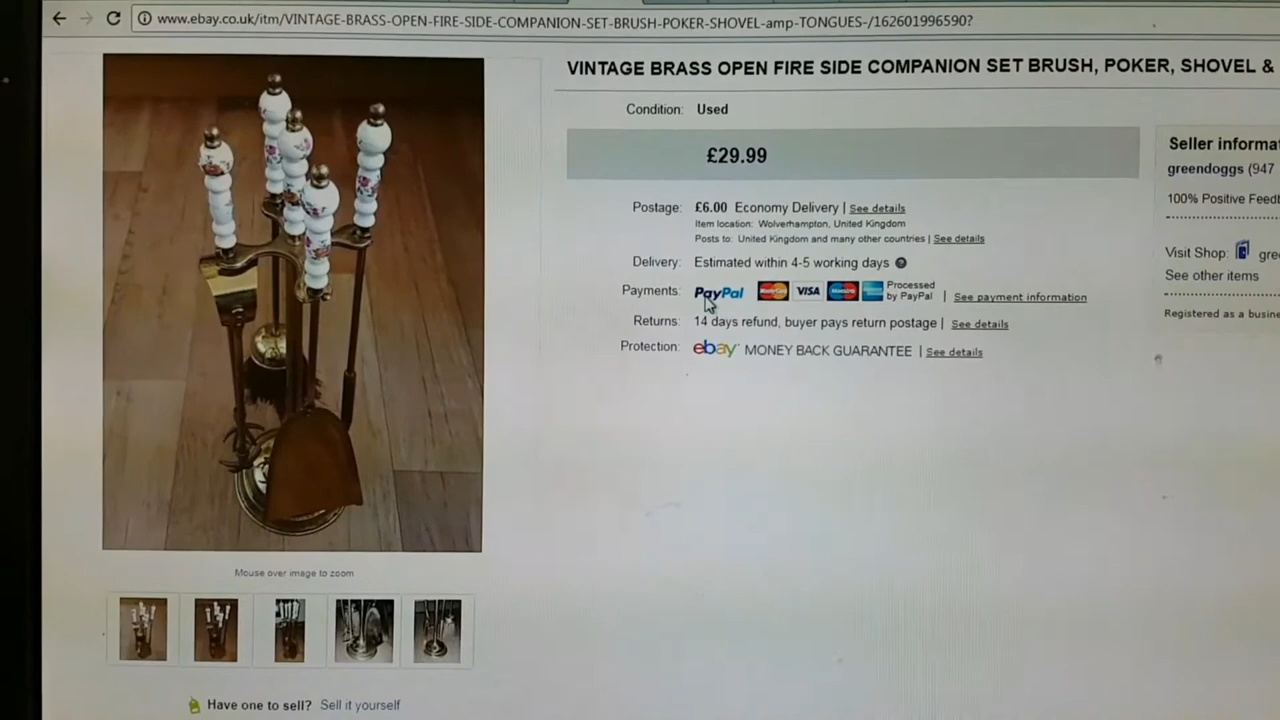 www.ebay.co.uk/itm/VINTAGE-BRASS-OPEN-FIRE-SIDE-COMPANION-SET-BRUSH-POKER-SHOVEL-amp-TONGUES-/162601996590?
VINTAGE BRASS OPEN FIRE SIDE COMPANION SET BRUSH, POKER, SHOVEL &
Condition: Used
£29.99
Postage: £6.00 Economy Delivery | See details
Item location: Wolverhampton, United Kingdom
Posts to: United Kingdom and many other countries | See details
Delivery: Estimated within 4-5 working days
Payments: PayPal MasterCard VISA Maestro Processed by PayPal | See payment information
Returns: 14 days refund, buyer pays return postage | See details
Protection: ebay MONEY BACK GUARANTEE | See details
Seller informa
greendoggs (947
100% Positive Feedb
Visit Shop: gre
See other items
Registered as a busine
Mouse over image to zoom
Have one to sell? Sell it yourself